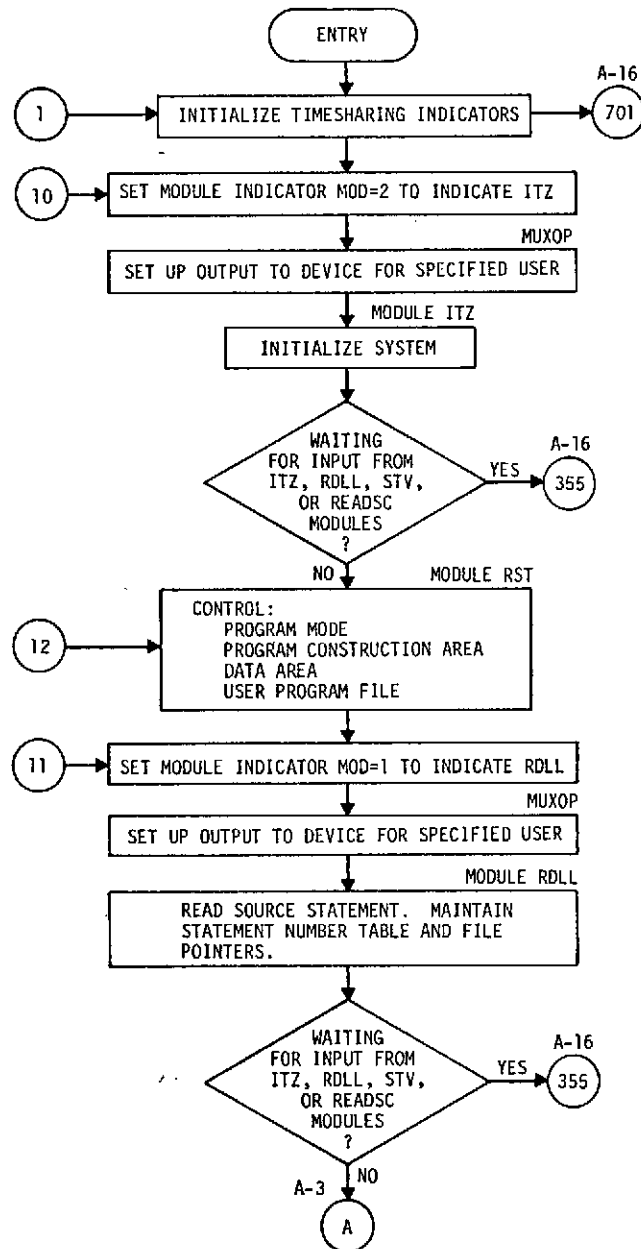 ENTRY
A-16
1
INITIALIZE TIMESHARING INDICATORS
701
10
SET MODULE INDICATOR MOD=2 TO INDICATE ITZ
MUXOP
SET UP OUTPUT TO DEVICE FOR SPECIFIED USER
MODULE ITZ
INITIALIZE SYSTEM
WAITING
FOR INPUT FROM
ITZ, RDLL, STV,
OR READSC
MODULES
?
YES
A-16
355
NO
MODULE RST
12
CONTROL:
PROGRAM MODE
PROGRAM CONSTRUCTION AREA
DATA AREA
USER PROGRAM FILE
11
SET MODULE INDICATOR MOD=1 TO INDICATE RDLL
MUXOP
SET UP OUTPUT TO DEVICE FOR SPECIFIED USER
MODULE RDLL
READ SOURCE STATEMENT. MAINTAIN
STATEMENT NUMBER TABLE AND FILE
POINTERS.
WAITING
FOR INPUT FROM
ITZ, RDLL, STV,
OR READSC
MODULES
?
YES
A-16
355
NO
A-3
A